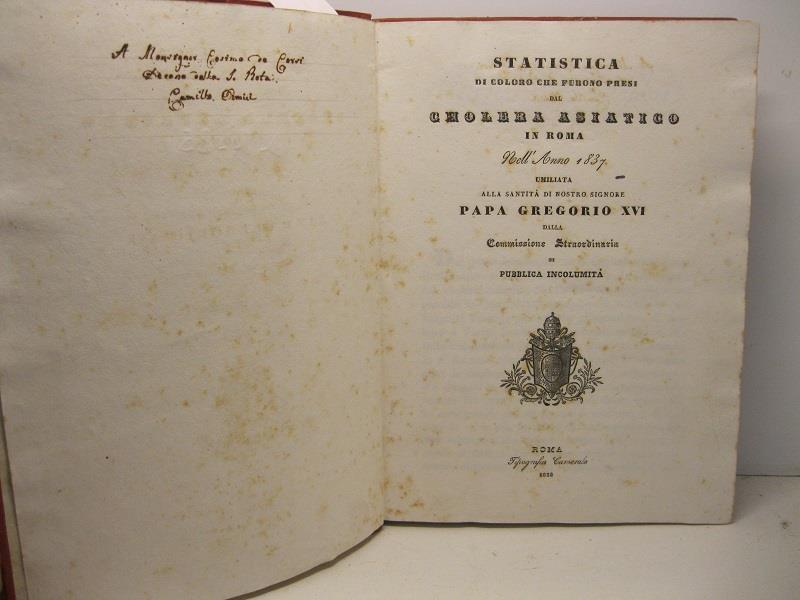 A Monsignor Cosimo de Corsi
Decano della S. Rota
Camillo Amici
STATISTICA
DI COLORO CHE FURONO PRESI
DAL
CHOLERA ASIATICO
IN ROMA
Nell' Anno 1837
UMILIATA
ALLA SANTITÀ DI NOSTRO SIGNORE
PAPA GREGORIO XVI
DALLA
Commissione Straordinaria
DI
PUBBLICA INCOLUMITÀ
ROMA
Tipografia Camerale
1838